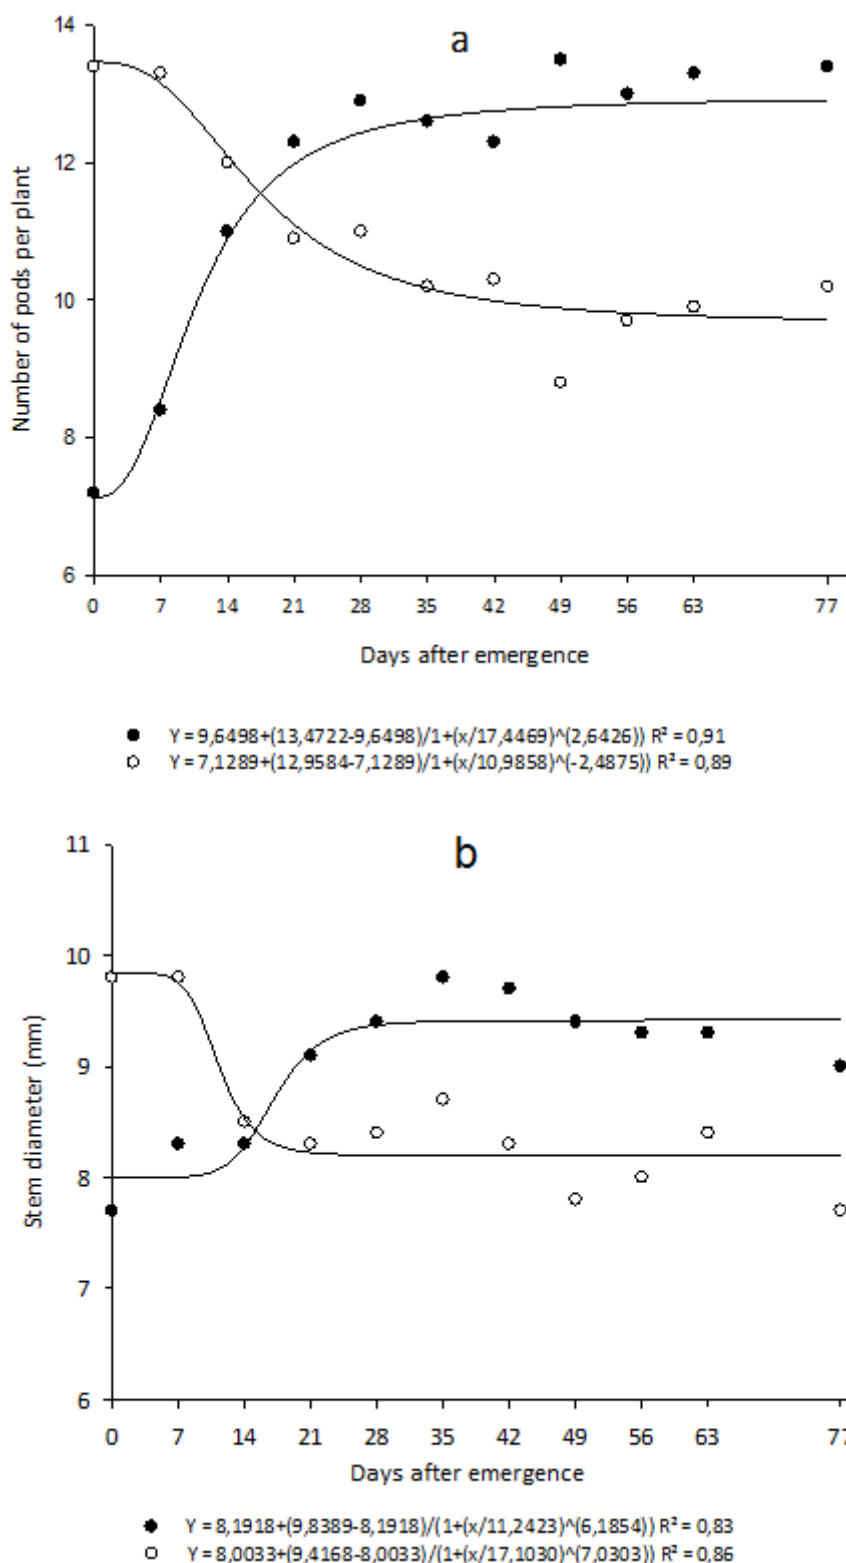 a
14
12
10
8
6
Number of pods per plant
0 7 14 21 28 35 42 49 56 63 77
Days after emergence
Y = 9,6498+(13,4722-9,6498)/1+(x/17,4469)^(2,6426)) R² = 0,91
Y = 7,1289+(12,9584-7,1289)/1+(x/10,9858)^(-2,4875)) R² = 0,89
b
11
10
9
8
7
6
Stem diameter (mm)
0 7 14 21 28 35 42 49 56 63 77
Days after emergence
Y = 8,1918+(9,8389-8,1918)/(1+(x/11,2423)^(6,1854)) R² = 0,83
Y = 8,0033+(9,4168-8,0033)/(1+(x/17,1030)^(7,0303)) R² = 0,86